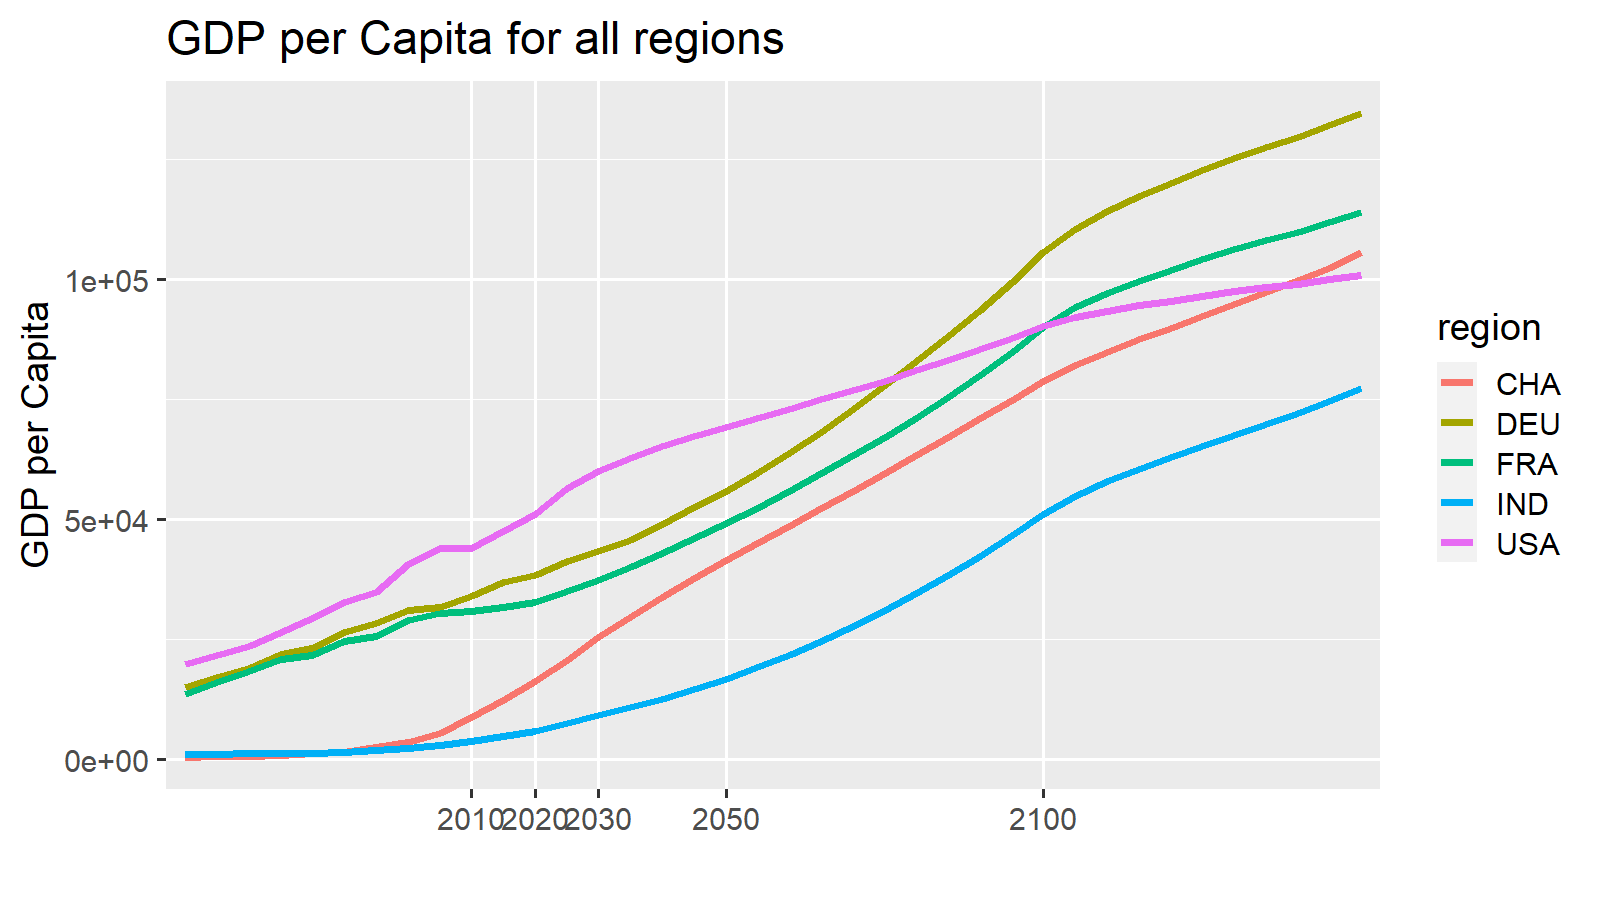 GDP per Capita for all regions
GDP per Capita
1e+05
5e+04
0e+00
2010 2020 2030 2050 2100
region
CHA
DEU
FRA
IND
USA